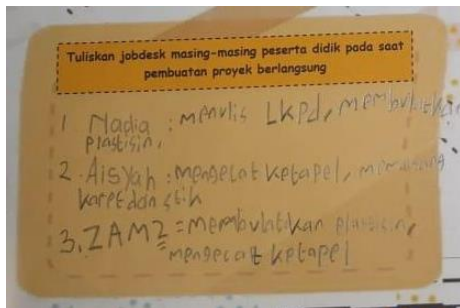 Tuliskan jobdesk masing-masing peserta didik pada saat
pembuatan proyek berlangsung
1 Nadia : menulis LKPd, membulatkan
plastisin,
2. Aisyah : mengecat ketapel, memasang
karet dan stik
3. ZAMZ = membulatkan plastisin,
mengecat ketapel